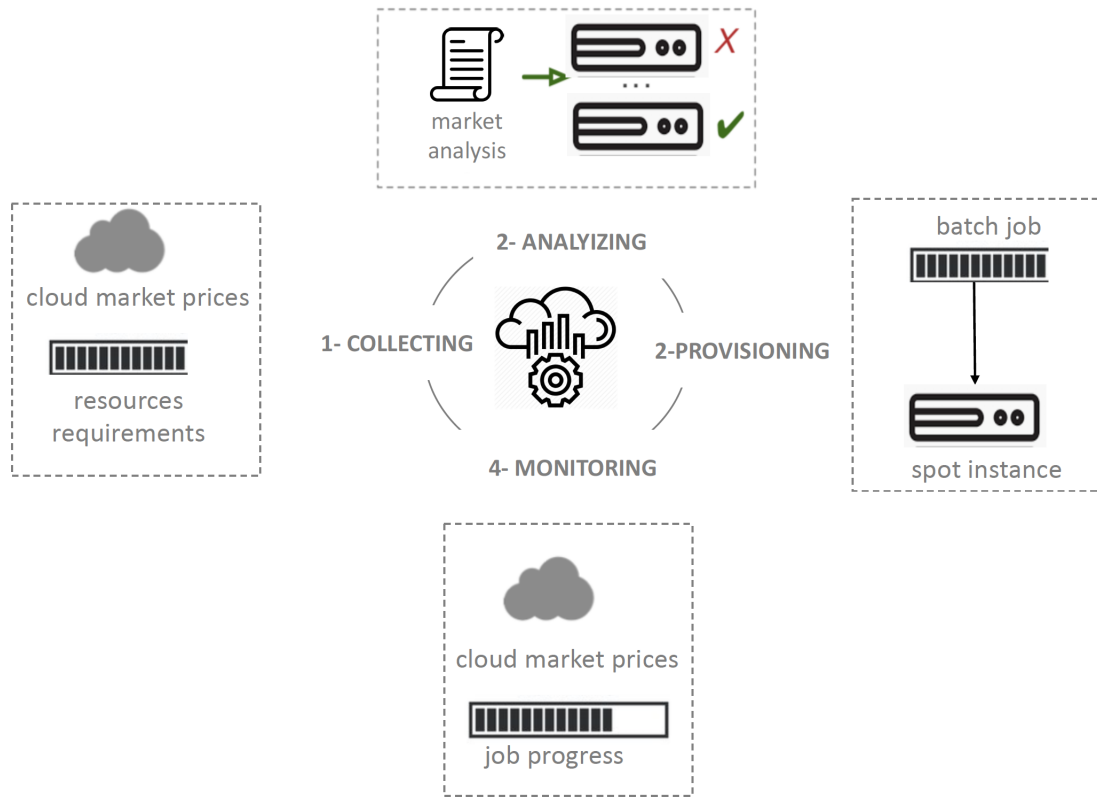 market
analysis
...
X
cloud market prices
resources
requirements
2- ANALYIZING
1- COLLECTING
2-PROVISIONING
4- MONITORING
batch job
spot instance
cloud market prices
job progress